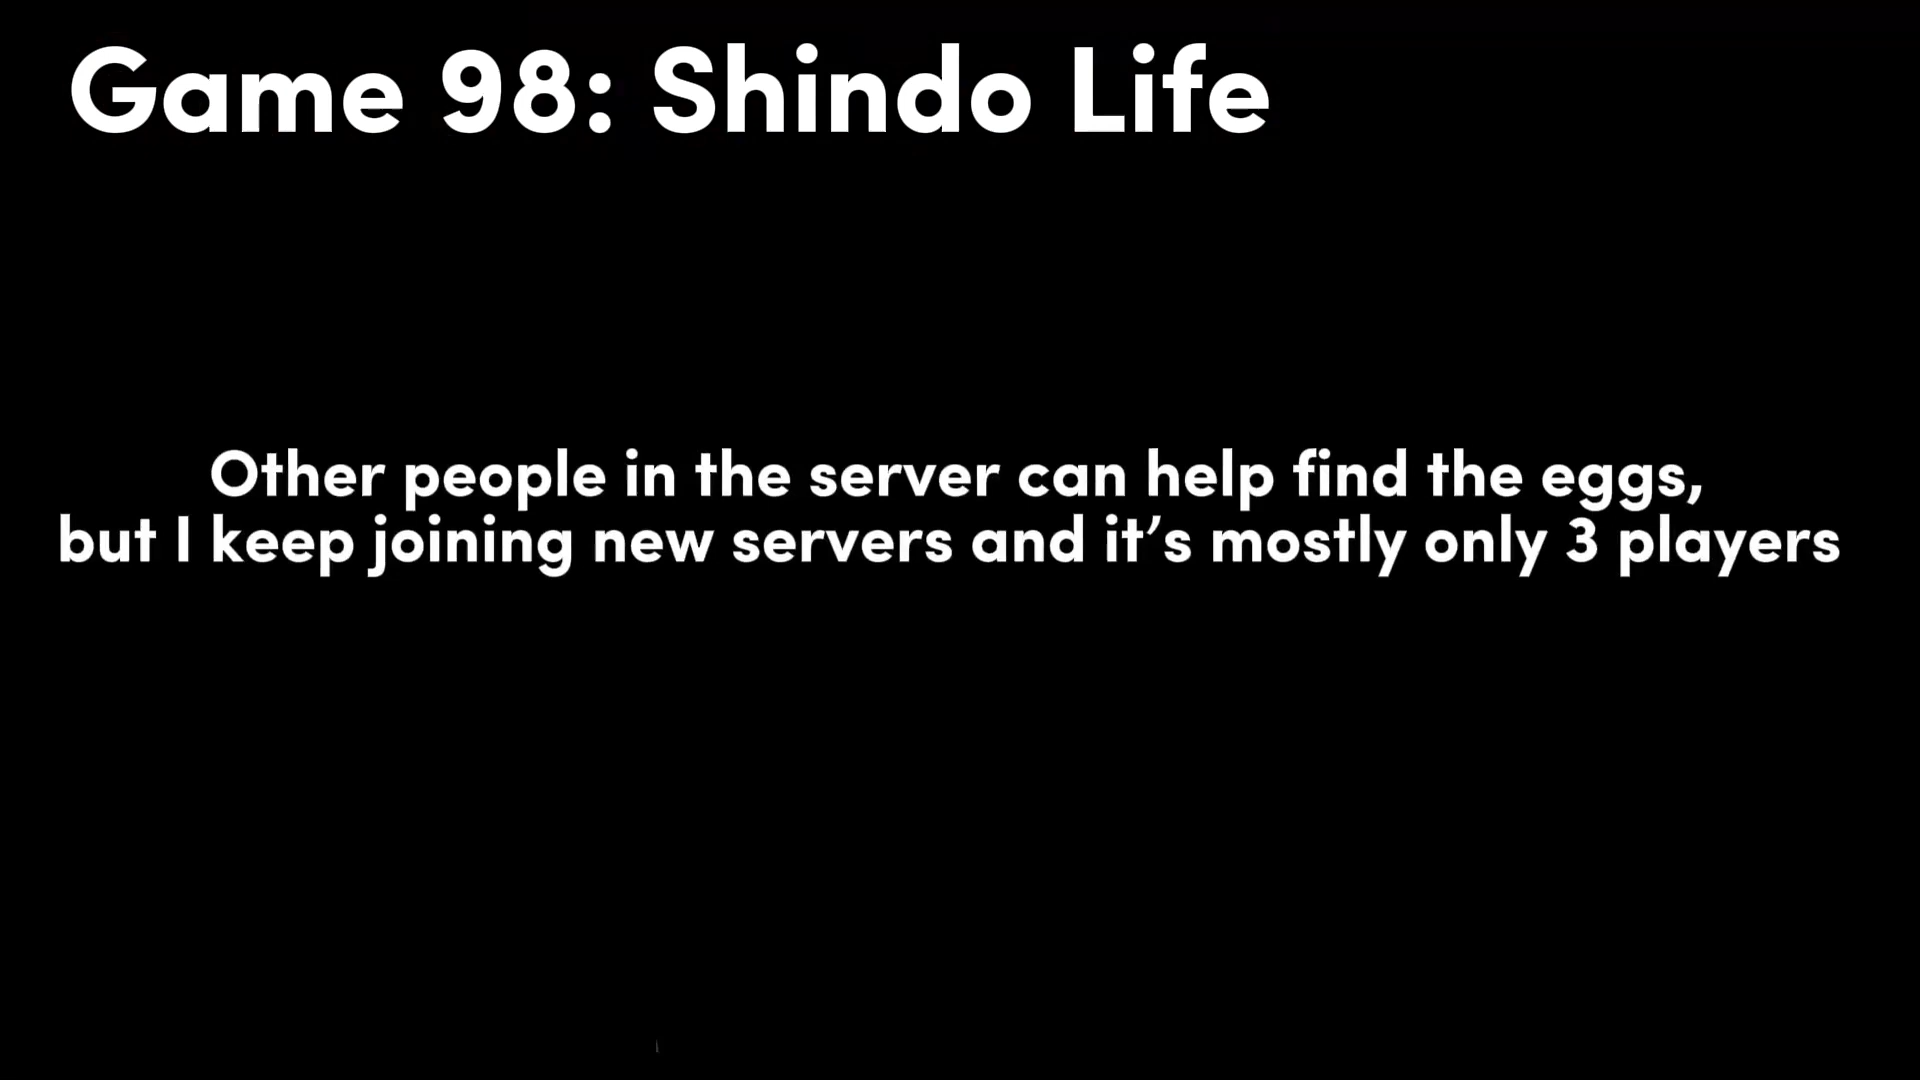 Game 98: Shindo Life
Other people in the server can help find the eggs,
but I keep joining new servers and it’s mostly only 3 players